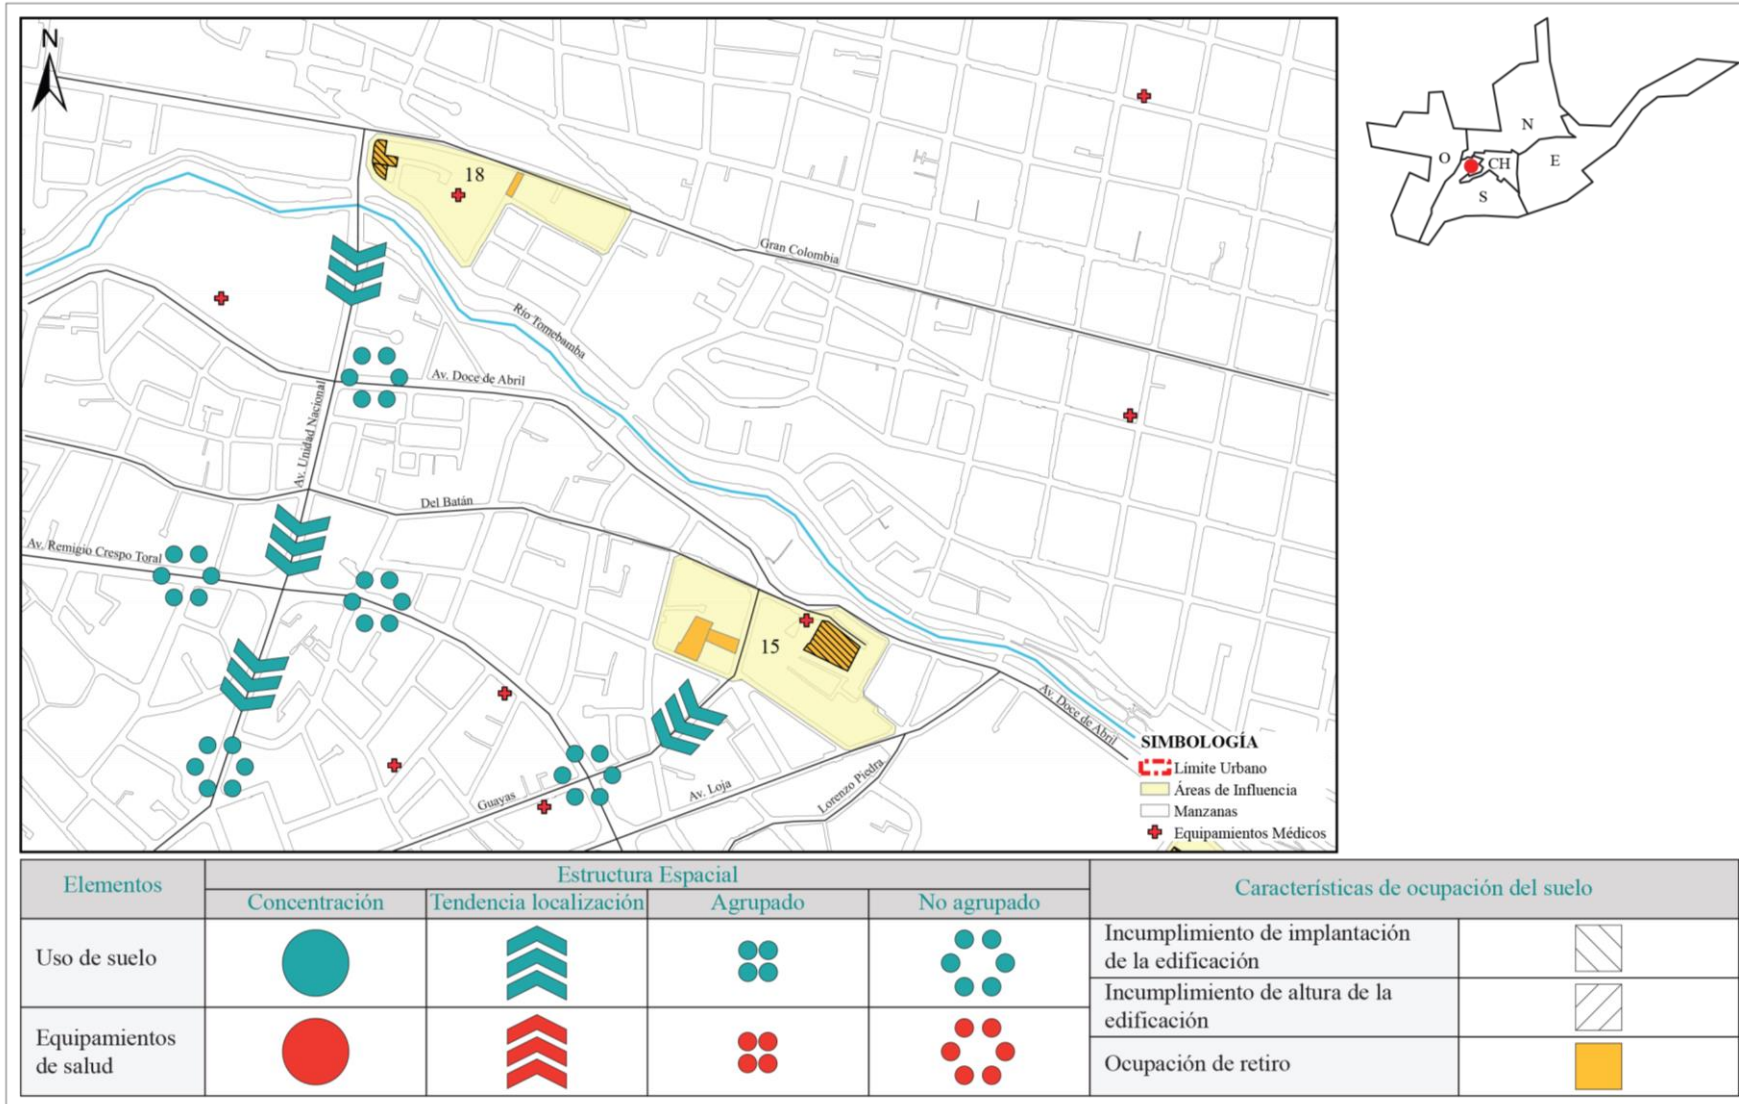 N
18
Gran Colombia
Río Tomebamba
Av. Doce de Abril
Av. Unidad Nacional
Del Batán
Av. Remigio Crespo Toral
15
Av. Doce de Abril
Guayas
Av. Loja
Lorenzo Piedra
SIMBOLOGÍA
Límite Urbano
Áreas de Influencia
Manzanas
Equipamientos Médicos
N
O
CH
E
S
Elementos
Estructura Espacial
Características de ocupación del suelo
Concentración
Tendencia localización
Agrupado
No agrupado
Uso de suelo
Incumplimiento de implantación
de la edificación
Incumplimiento de altura de la
edificación
Equipamientos
de salud
Ocupación de retiro